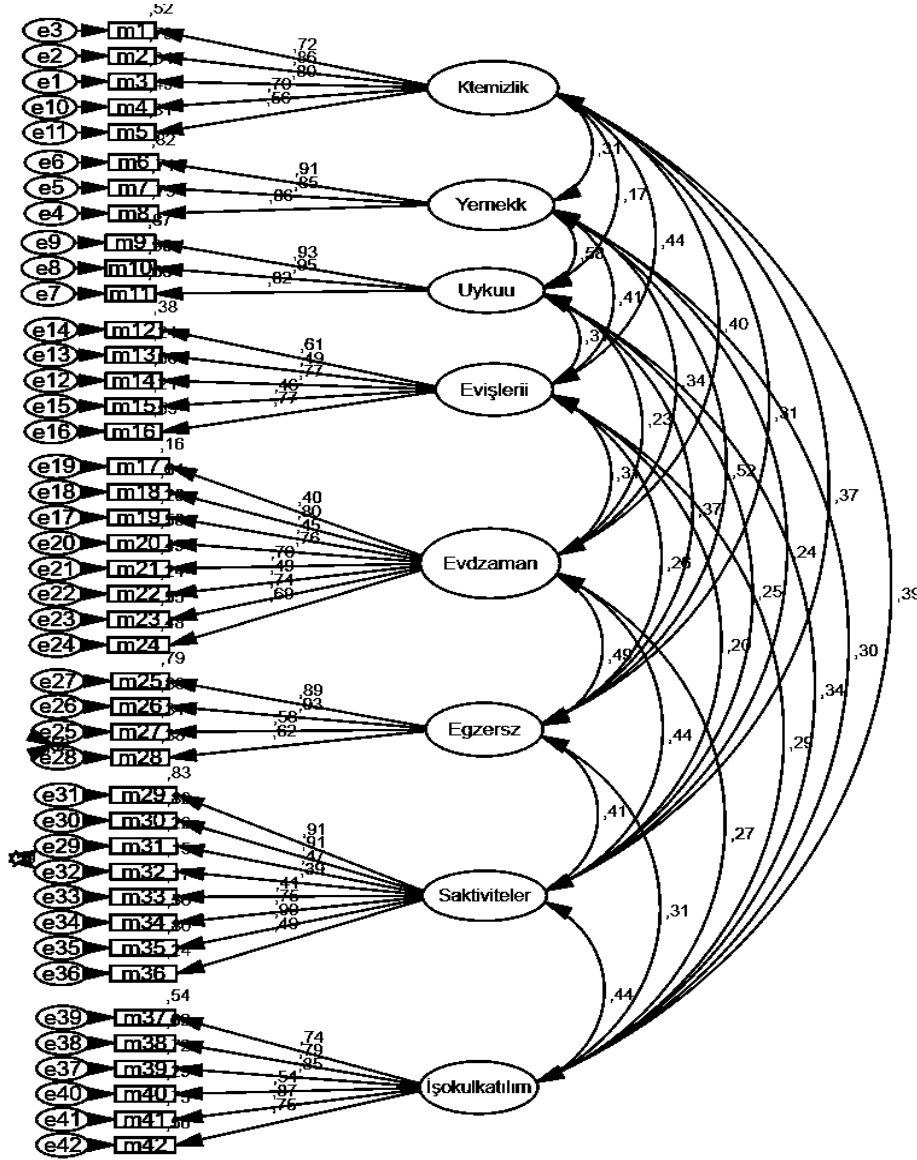 ,52
e3 m1 ,72
e2 m2 ,86
e1 m3 ,80
e10 m4 ,70
e11 m5 ,56
Ktemizlik
,82
e6 m6 ,91
e5 m7 ,85
e4 m8 ,86
Yemekk
,87
e9 m9 ,93
e8 m10 ,95
e7 m11 ,82
Uykuu
,38
e14 m12 ,61
e13 m13 ,49
e12 m14 ,77
e15 m15 ,46
e16 m16 ,77
Evişlerii
,16
e19 m17 ,40
e18 m18 ,80
e17 m19 ,45
e20 m20 ,76
e21 m21 ,70
e22 m22 ,49
e23 m23 ,74
e24 m24 ,69
Evdzaman
,79
e27 m25 ,89
e26 m26 ,93
e25 m27 ,58
e28 m28 ,62
Egzersz
,83
e31 m29 ,91
e30 m30 ,91
e29 m31 ,47
e32 m32 ,39
e33 m33 ,41
e34 m34 ,75
e35 m35
e36 m36 ,49
Saktiviteler
,54
e39 m37 ,74
e38 m38 ,79
e37 m39 ,85
e40 m40 ,54
e41 m41 ,87
e42 m42 ,75
İşokulkatılım
,31
,17
,44
,58
,41
,40
,34
,31
,23
,52
,37
,37
,24
,26
,25
,39
,20
,30
,49
,34
,44
,29
,41
,27
,31
,44